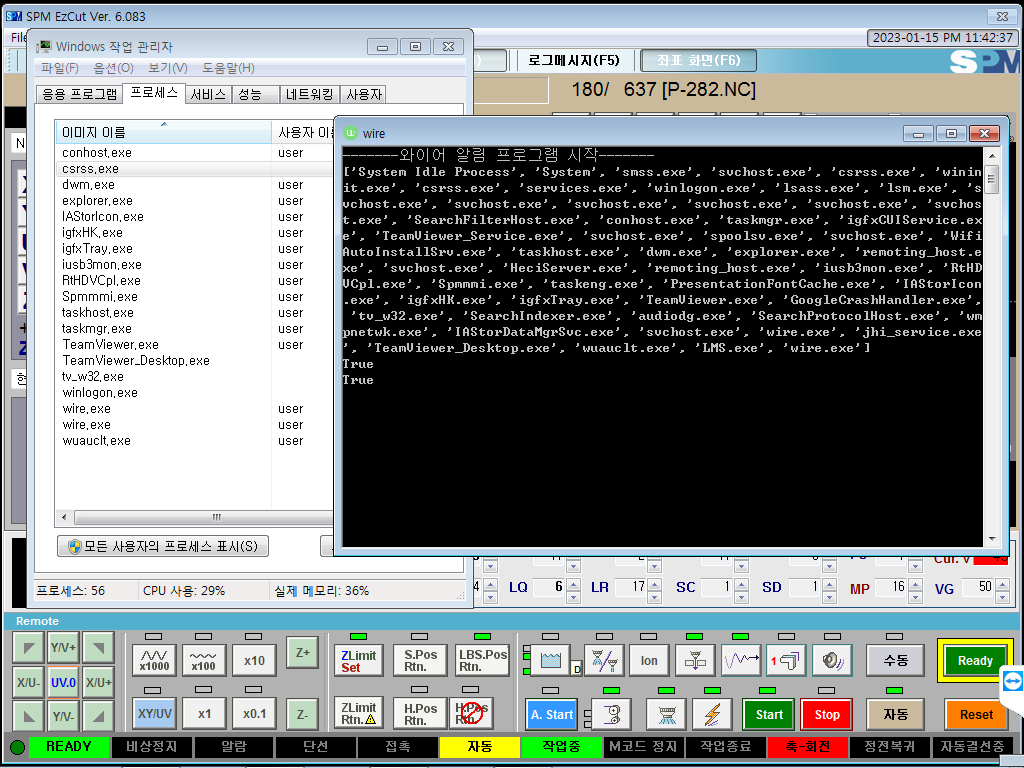 SPM EzCut Ver. 6.083
File
2023-01-15 PM 11:42:37
Windows 작업 관리자
파일(F) 옵션(O) 보기(V) 도움말(H)
로그메시지(F5)
좌표 화면(F6)
SPM
응용 프로그램 프로세스 서비스 성능 네트워킹 사용자
180/ 637 [P-282.NC]
이미지 이름
conhost.exe user
csrss.exe
dwm.exe user
explorer.exe user
IAStorIcon.exe user
igfxHK.exe user
igfxTray.exe user
iusb3mon.exe user
RtHDVCpl.exe user
Spmmmi.exe user
taskhost.exe user
taskmgr.exe user
TeamViewer.exe user
TeamViewer_Desktop.exe
tv_w32.exe
winlogon.exe
wire.exe user
wire.exe user
wuauclt.exe user
모든 사용자의 프로세스 표시(S)
프로세스: 56 CPU 사용: 29% 실제 메모리: 36%
wire
-------와이어 알림 프로그램 시작-------
['System Idle Process', 'System', 'smss.exe', 'svchost.exe', 'csrss.exe', 'winin
it.exe', 'csrss.exe', 'services.exe', 'winlogon.exe', 'lsass.exe', 'lsm.exe', 's
vchost.exe', 'svchost.exe', 'svchost.exe', 'svchost.exe', 'svchost.exe', 'svchos
t.exe', 'SearchFilterHost.exe', 'conhost.exe', 'taskmgr.exe', 'igfxCUIService.ex
e', 'TeamViewer_Service.exe', 'svchost.exe', 'spoolsv.exe', 'svchost.exe', 'Wifi
AutoInstallSrv.exe', 'taskhost.exe', 'dwm.exe', 'explorer.exe', 'remoting_host.e
xe', 'svchost.exe', 'HeciServer.exe', 'remoting_host.exe', 'iusb3mon.exe', 'RtHD
VCpl.exe', 'Spmmmi.exe', 'taskeng.exe', 'PresentationFontCache.exe', 'IAStorIcon
.exe', 'igfxHK.exe', 'igfxTray.exe', 'TeamViewer.exe', 'GoogleCrashHandler.exe',
'tv_w32.exe', 'SearchIndexer.exe', 'audiodg.exe', 'SearchProtocolHost.exe', 'wm
pnetwk.exe', 'IAStorDataMgrSvc.exe', 'svchost.exe', 'wire.exe', 'jhi_service.exe
', 'TeamViewer_Desktop.exe', 'wuauclt.exe', 'LMS.exe', 'wire.exe']
True
True
LQ 6 LR 17 SC 1 SD 1 MP 16 VG 50
Remote
Y/V+ x1000 x100 x10 Z+ ZLimit Set S.Pos Rtn. LBS.Pos Rtn. D Ion 1 수동 Ready
X/U- UV.0 X/U+
Y/V- XY/UV x1 x0.1 Z- ZLimit Rtn. H.Pos Rtn. A. Start Start Stop 자동 Reset
READY 비상정지 알람 단선 접촉 자동 작업중 M코드 정지 작업종료 축-회전 정전복귀 자동결선중